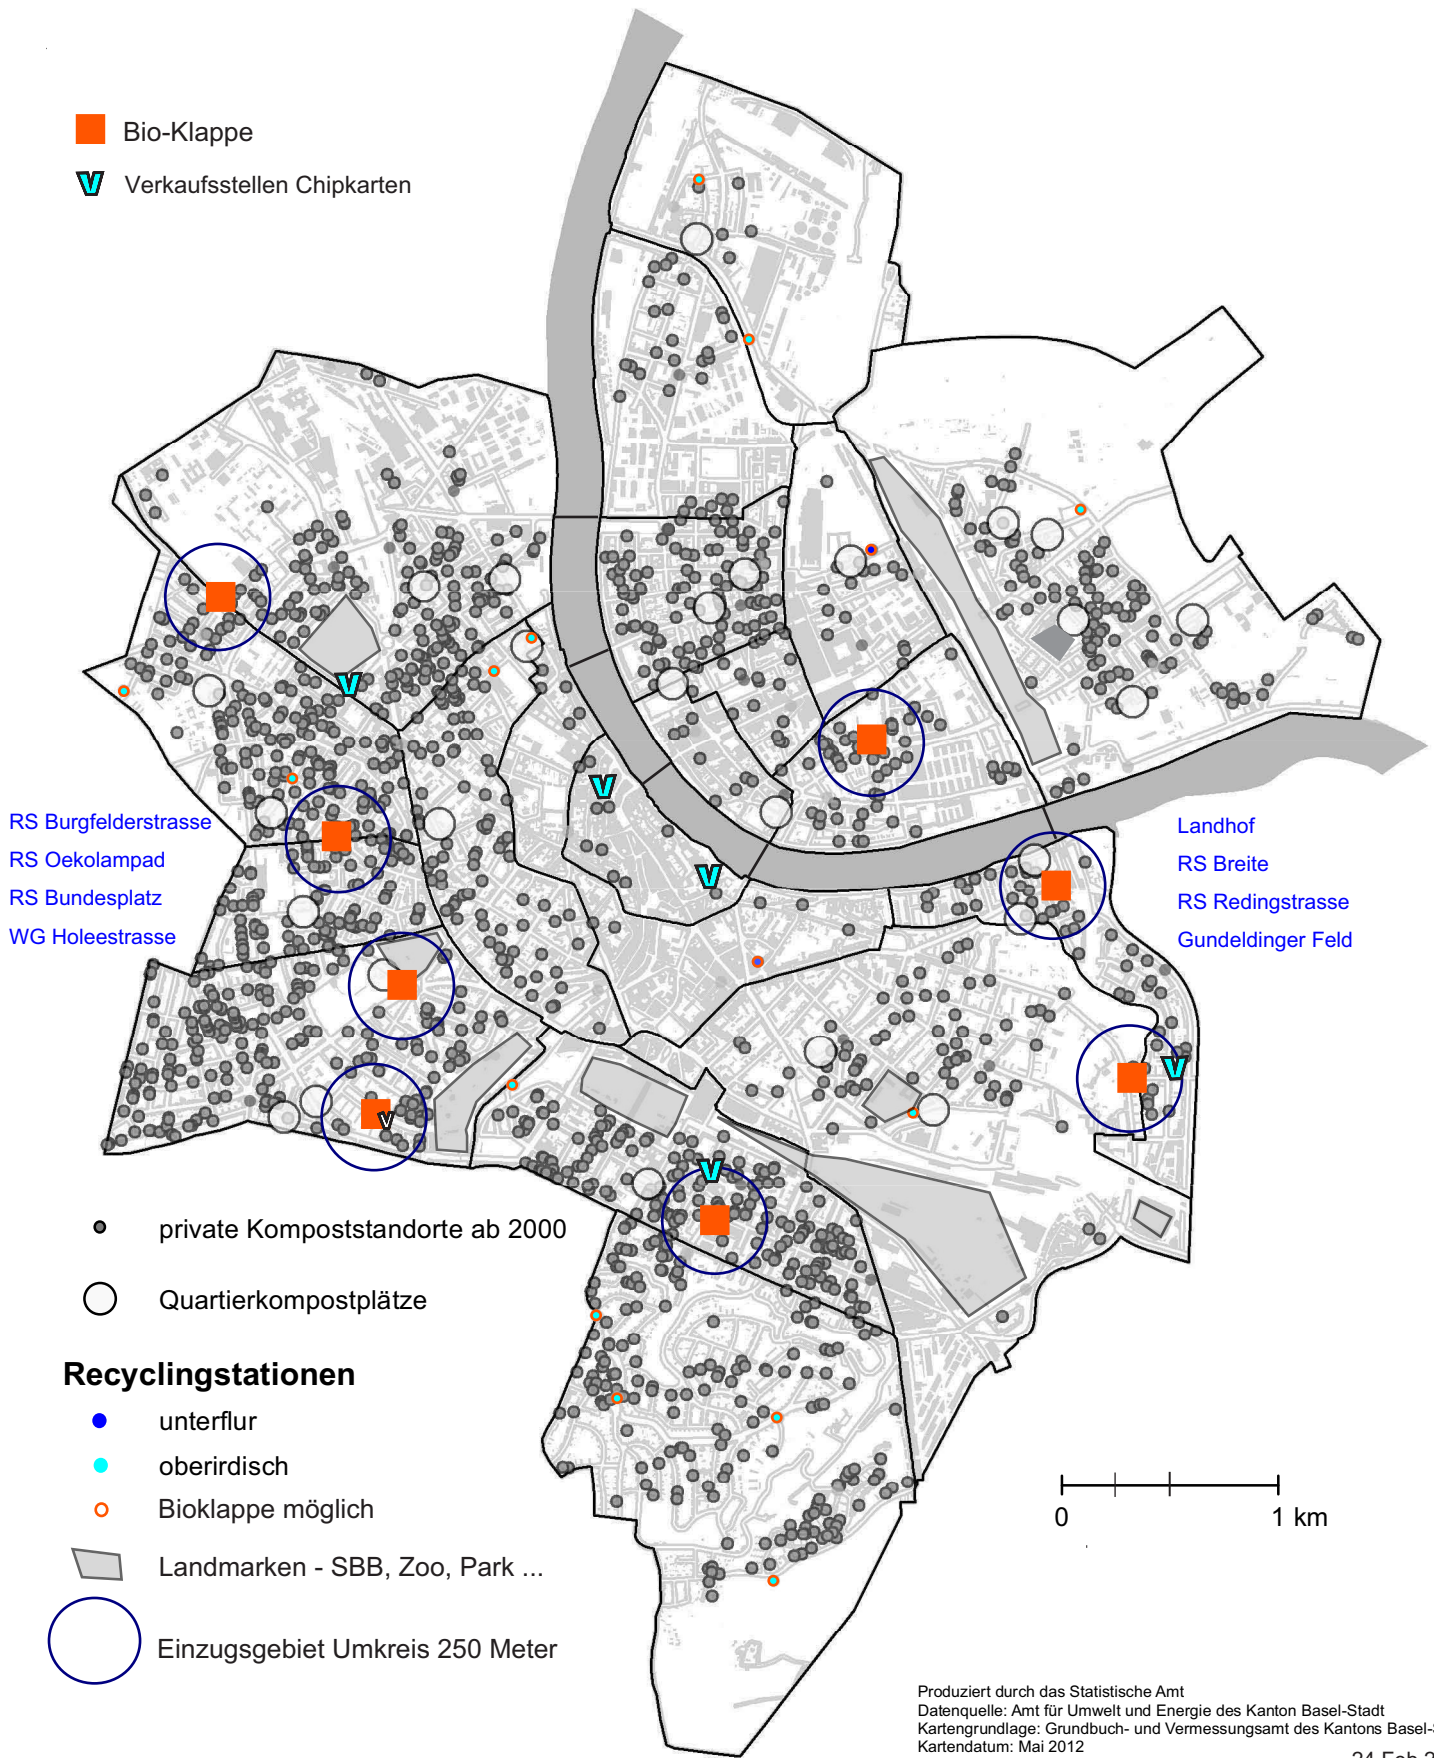 Bio-Klappe
Verkaufsstellen Chipkarten
RS Burgfelderstrasse
RS Oekolampad
RS Bundesplatz
WG Holeestrasse
Landhof
RS Breite
RS Redingstrasse
Gundeldinger Feld
private Kompoststandorte ab 2000
Quartierkompostplätze
Recyclingstationen
unterflur
oberirdisch
Bioklappe möglich
Landmarken - SBB, Zoo, Park ...
Einzugsgebiet Umkreis 250 Meter
0 1 km
Produziert durch das Statistische Amt
Datenquelle: Amt für Umwelt und Energie des Kanton Basel-Stadt
Kartengrundlage: Grundbuch- und Vermessungsamt des Kantons Basel-
Kartendatum: Mai 2012